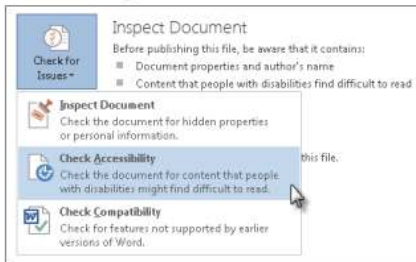 Inspect Document
Before publishing this file, be aware that it contains:
Document properties and author's name
Content that people with disabilities find difficult to read
Check for
Issues
Inspect Document
Check the document for hidden properties
or personal information.
Check Accessibility
this file.
Check the document for content that people
with disabilities might find difficult to read.
Check Compatibility
Check for features not supported by earlier
versions of Word.